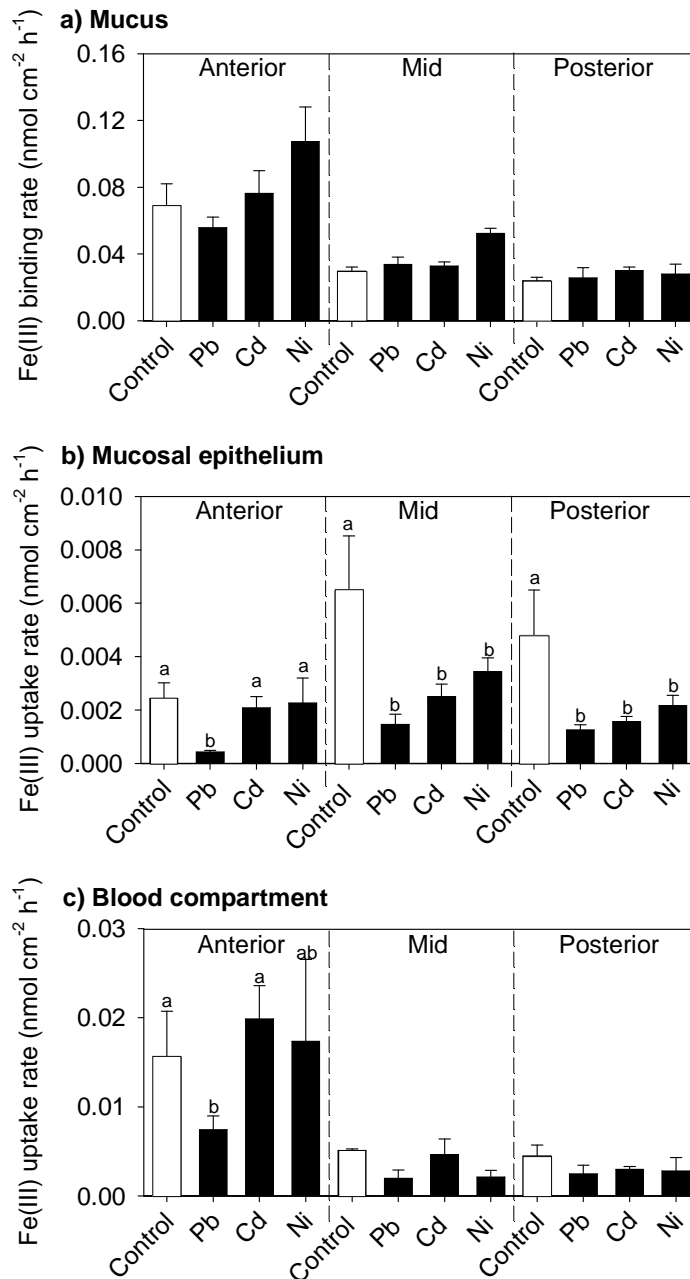 a) Mucus
Fe(III) binding rate (nmol cm⁻² h⁻¹)
0.16
0.12
0.08
0.04
0.00
Anterior
Mid
Posterior
Control
Pb
Cd
Ni
Control
Pb
Cd
Ni
Control
Pb
Cd
Ni
b) Mucosal epithelium
Fe(III) uptake rate (nmol cm⁻² h⁻¹)
0.010
0.008
0.006
0.004
0.002
0.000
Anterior
Mid
Posterior
a
b
a
a
a
b
b
b
a
b
b
b
Control
Pb
Cd
Ni
Control
Pb
Cd
Ni
Control
Pb
Cd
Ni
c) Blood compartment
Fe(III) uptake rate (nmol cm⁻² h⁻¹)
0.03
0.02
0.01
0.00
Anterior
Mid
Posterior
a
b
a
ab
Control
Pb
Cd
Ni
Control
Pb
Cd
Ni
Control
Pb
Cd
Ni